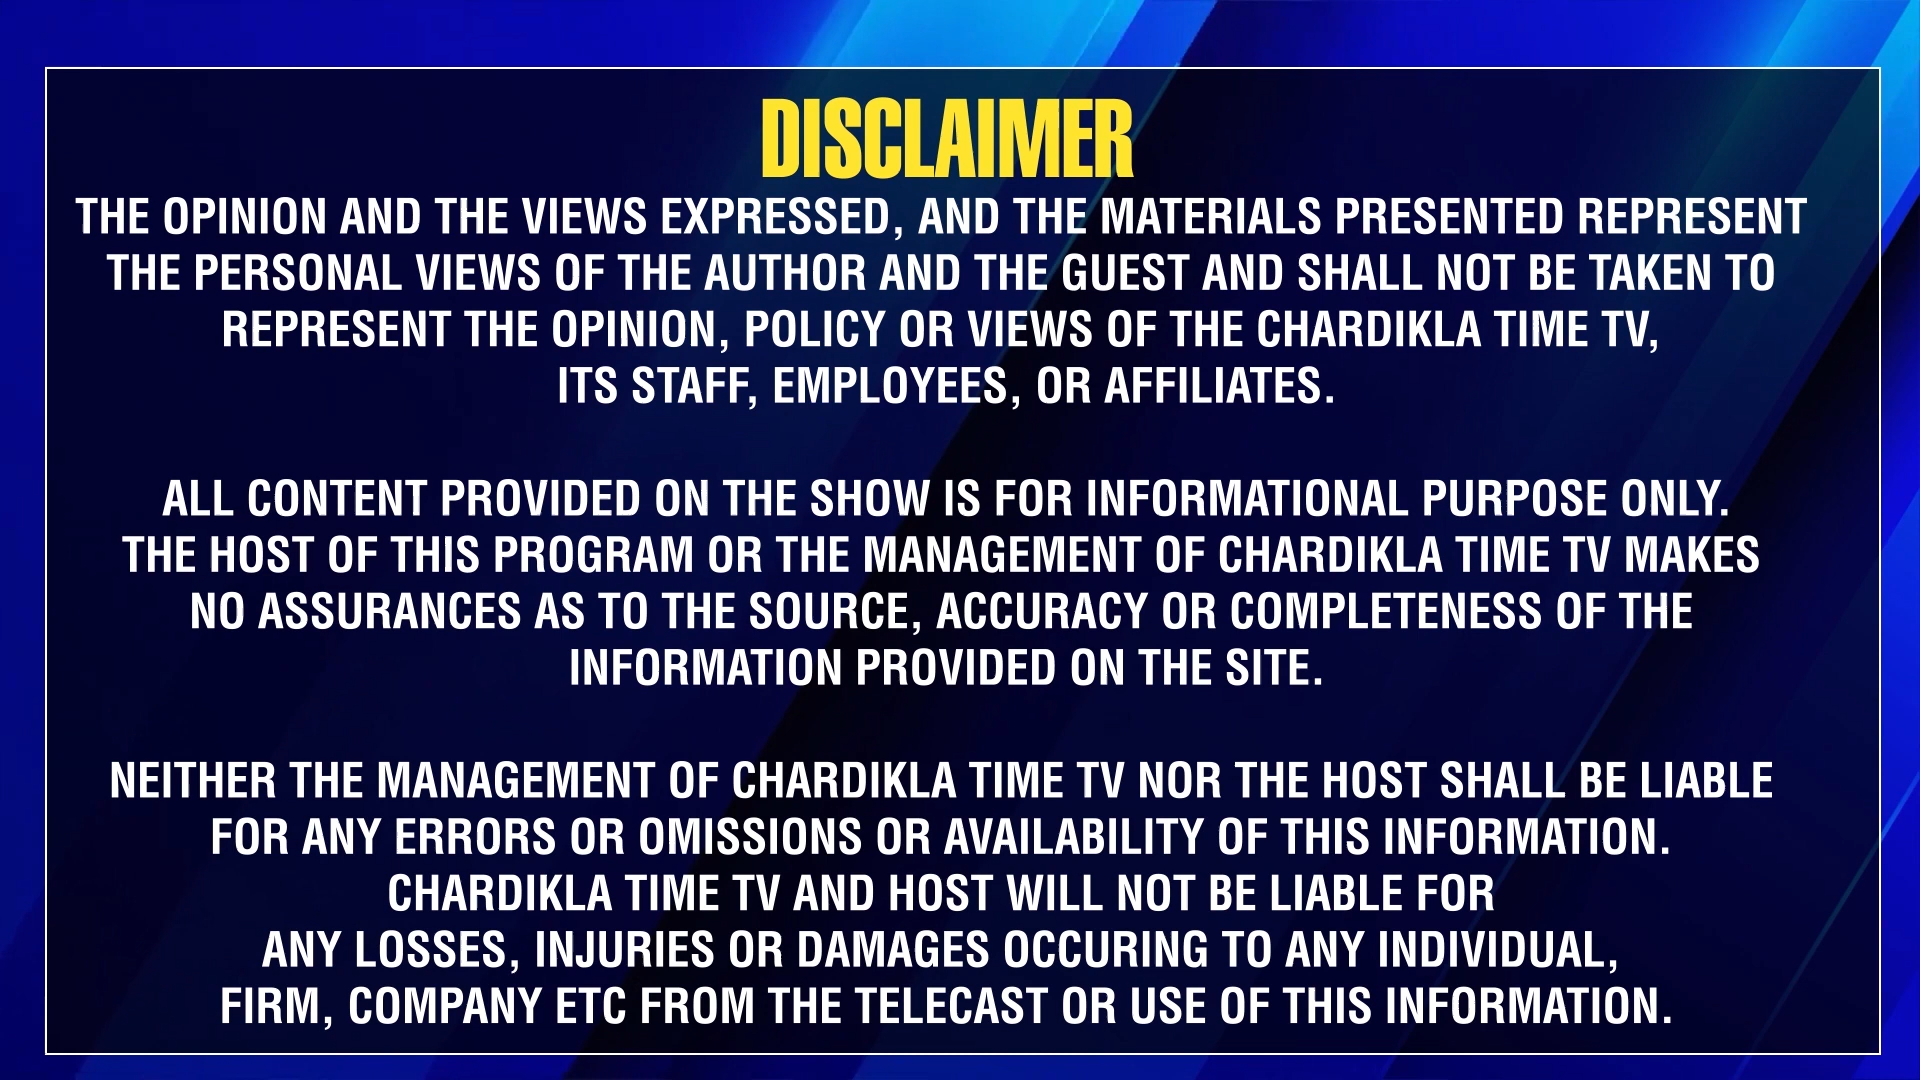 DISCLAIMER
THE OPINION AND THE VIEWS EXPRESSED, AND THE MATERIALS PRESENTED REPRESENT
THE PERSONAL VIEWS OF THE AUTHOR AND THE GUEST AND SHALL NOT BE TAKEN TO
REPRESENT THE OPINION, POLICY OR VIEWS OF THE CHARDIKLA TIME TV,
ITS STAFF, EMPLOYEES, OR AFFILIATES.
ALL CONTENT PROVIDED ON THE SHOW IS FOR INFORMATIONAL PURPOSE ONLY.
THE HOST OF THIS PROGRAM OR THE MANAGEMENT OF CHARDIKLA TIME TV MAKES
NO ASSURANCES AS TO THE SOURCE, ACCURACY OR COMPLETENESS OF THE
INFORMATION PROVIDED ON THE SITE.
NEITHER THE MANAGEMENT OF CHARDIKLA TIME TV NOR THE HOST SHALL BE LIABLE
FOR ANY ERRORS OR OMISSIONS OR AVAILABILITY OF THIS INFORMATION.
CHARDIKLA TIME TV AND HOST WILL NOT BE LIABLE FOR
ANY LOSSES, INJURIES OR DAMAGES OCCURING TO ANY INDIVIDUAL,
FIRM, COMPANY ETC FROM THE TELECAST OR USE OF THIS INFORMATION.